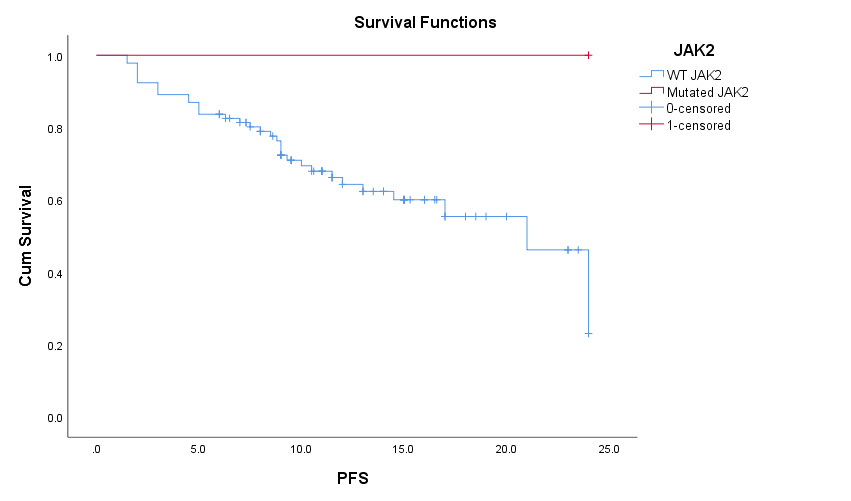 Survival Functions
JAK2
WT JAK2
Mutated JAK2
0-censored
1-censored
Cum Survival
1.0
0.8
0.6
0.4
0.2
0.0
.0 5.0 10.0 15.0 20.0 25.0
PFS